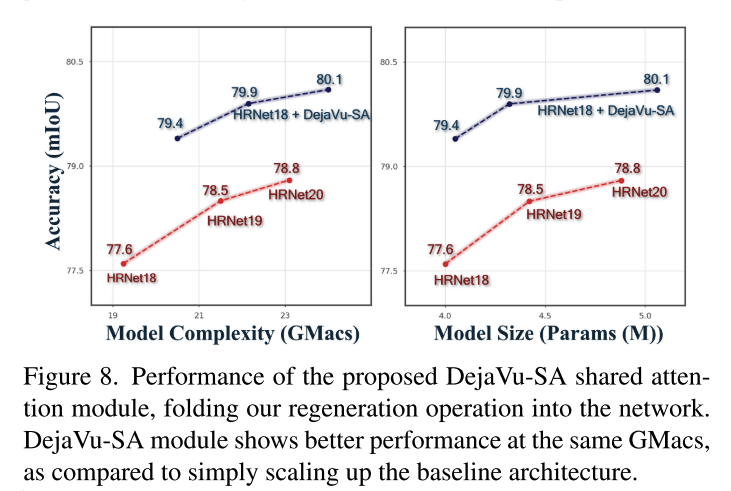 80.5
79.0
77.5
Accuracy (mIoU)
79.4
79.9
80.1
HRNet18 + DejaVu-SA
77.6
HRNet18
78.5
HRNet19
78.8
HRNet20
19
21
23
Model Complexity (GMacs)
80.5
79.0
77.5
79.4
79.9
80.1
HRNet18 + DejaVu-SA
77.6
HRNet18
78.5
HRNet19
78.8
HRNet20
4.0
4.5
5.0
Model Size (Params (M))
Figure 8. Performance of the proposed DejaVu-SA shared atten-
tion module, folding our regeneration operation into the network.
DejaVu-SA module shows better performance at the same GMacs,
as compared to simply scaling up the baseline architecture.